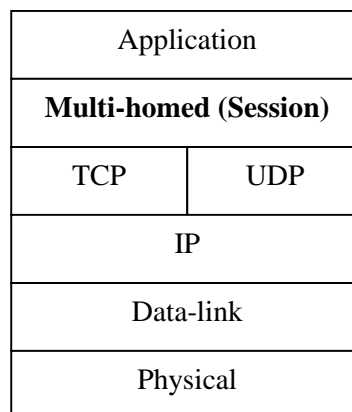 Application
Multi-homed (Session)
TCP UDP
IP
Data-link
Physical